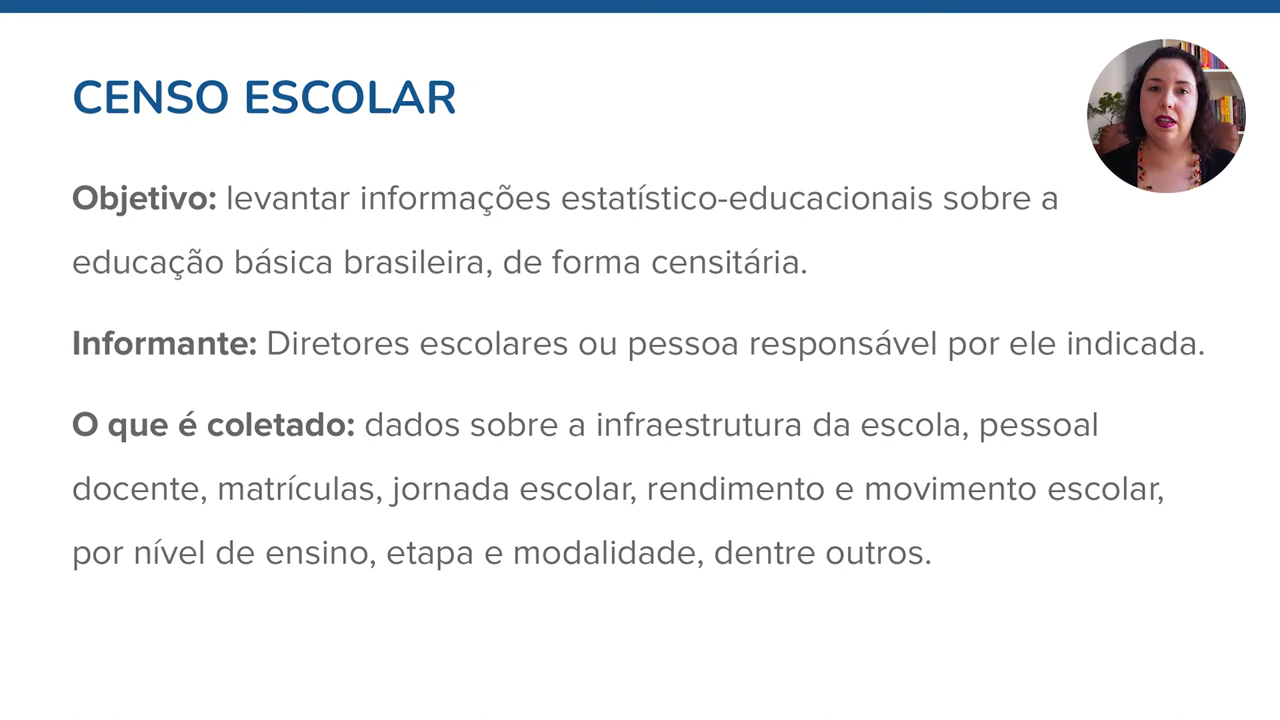 CENSO ESCOLAR
Objetivo: levantar informações estatístico-educacionais sobre a
educação básica brasileira, de forma censitária.
Informante: Diretores escolares ou pessoa responsável por ele indicada.
O que é coletado: dados sobre a infraestrutura da escola, pessoal
docente, matrículas, jornada escolar, rendimento e movimento escolar,
por nível de ensino, etapa e modalidade, dentre outros.